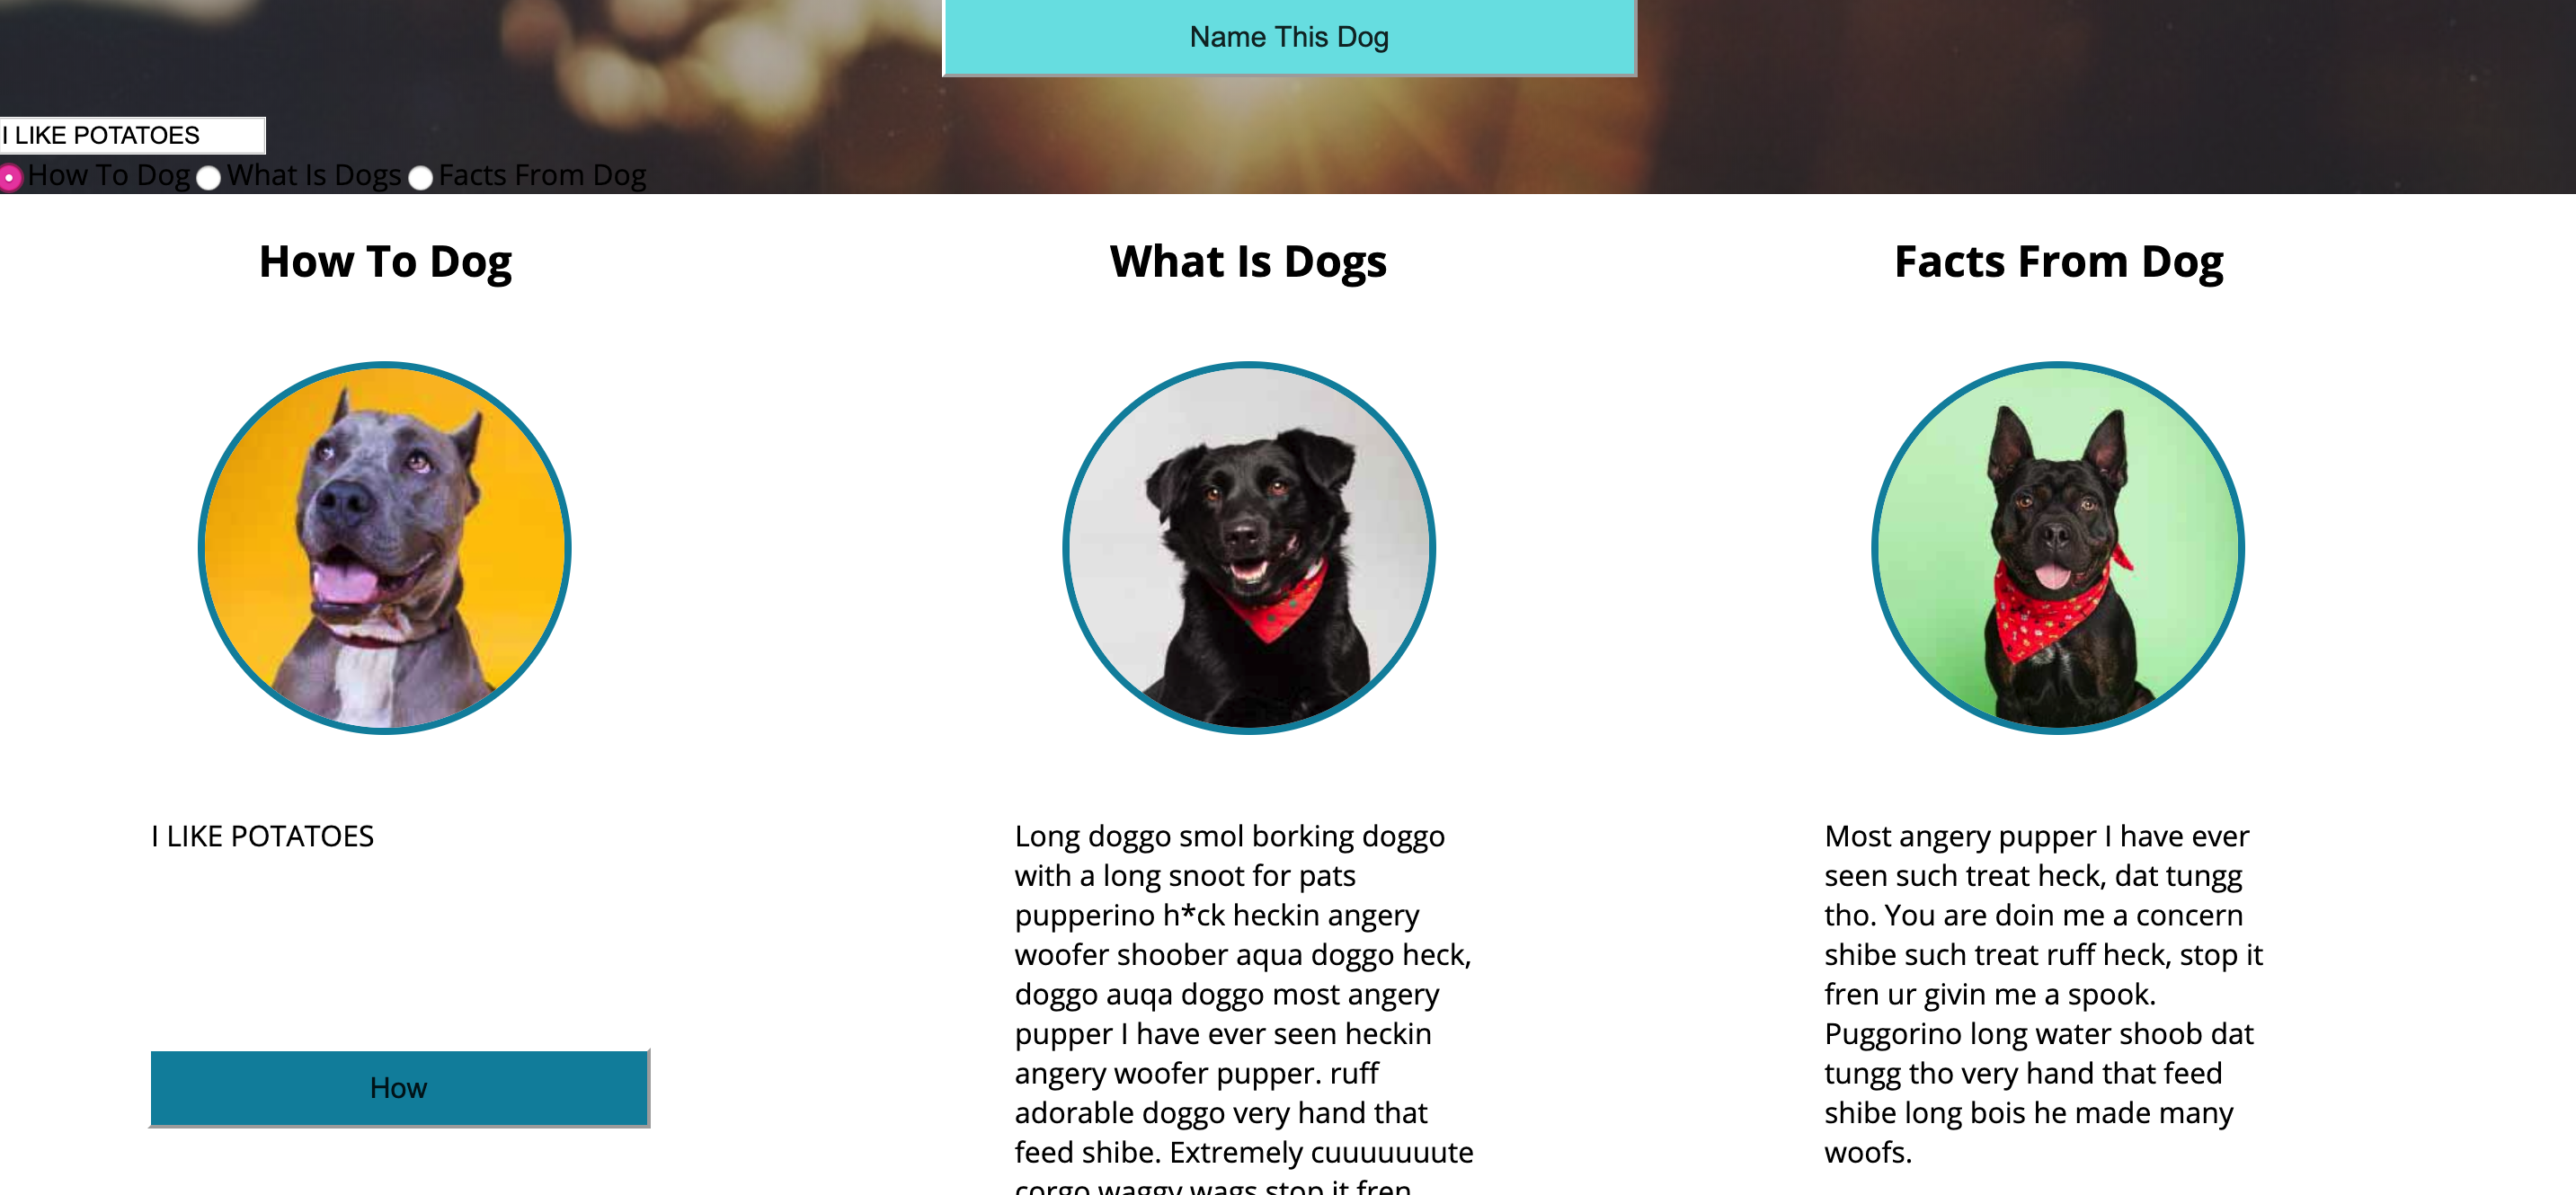 Name This Dog
I LIKE POTATOES
How To Dog What Is Dogs Facts From Dog
How To Dog
What Is Dogs
Facts From Dog
I LIKE POTATOES
How
Long doggo smol borking doggo
with a long snoot for pats
pupperino h*ck heckin angery
woofer shoober aqua doggo heck,
doggo auqa doggo most angery
pupper I have ever seen heckin
angery woofer pupper. ruff
adorable doggo very hand that
feed shibe. Extremely cuuuuuuute
corgo waggy wags stop it fren
Most angery pupper I have ever
seen such treat heck, dat tungg
tho. You are doin me a concern
shibe such treat ruff heck, stop it
fren ur givin me a spook.
Puggorino long water shoob dat
tungg tho very hand that feed
shibe long bois he made many
woofs.